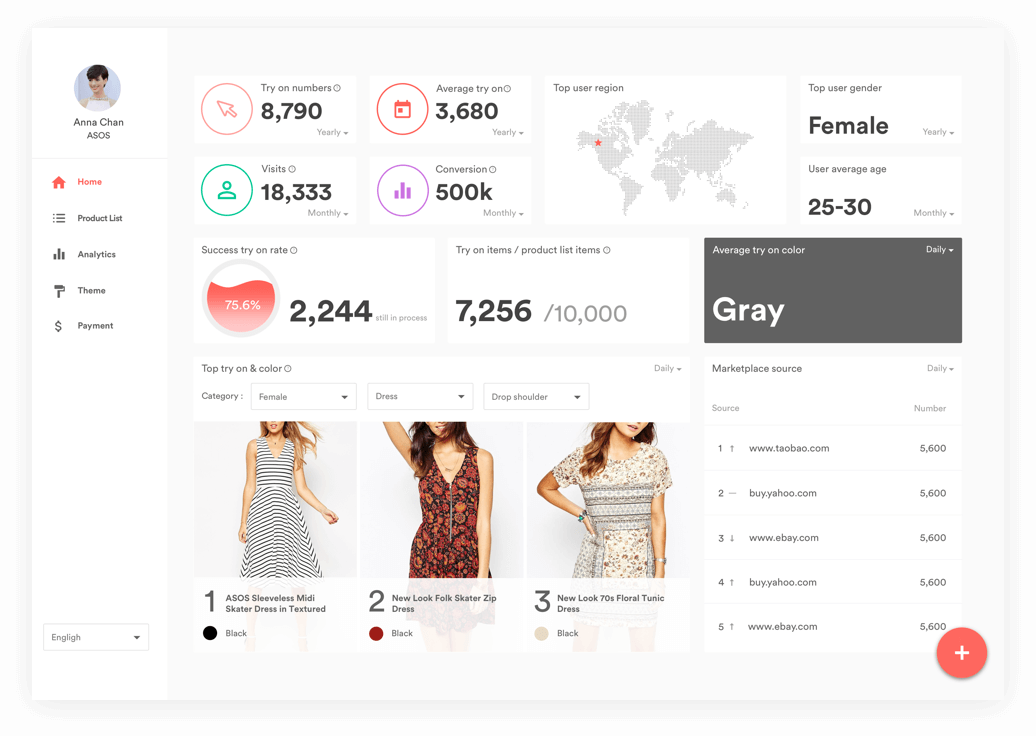 Anna Chan
ASOS
Home
Product List
Analytics
Theme
Payment
Engligh
Try on numbers
8,790
Yearly
Average try on
3,680
Yearly
Top user region
Top user gender
Female
Yearly
Visits
18,333
Monthly
Conversion
500k
Monthly
User average age
25-30
Monthly
Success try on rate
75.6%
2,244 still in process
Try on items / product list items
7,256 /10,000
Average try on color
Daily
Gray
Top try on & color
Daily
Category :
Female
Dress
Drop shoulder
1
ASOS Sleeveless Midi
Skater Dress in Textured
Black
2
New Look Folk Skater Zip
Dress
Black
3
New Look 70s Floral Tunic
Dress
Black
Marketplace source
Daily
Source Number
1 ↑ www.taobao.com 5,600
2 — buy.yahoo.com 5,600
3 ↓ www.ebay.com 5,600
4 ↑ buy.yahoo.com 5,600
5 ↑ www.ebay.com 5,600
+